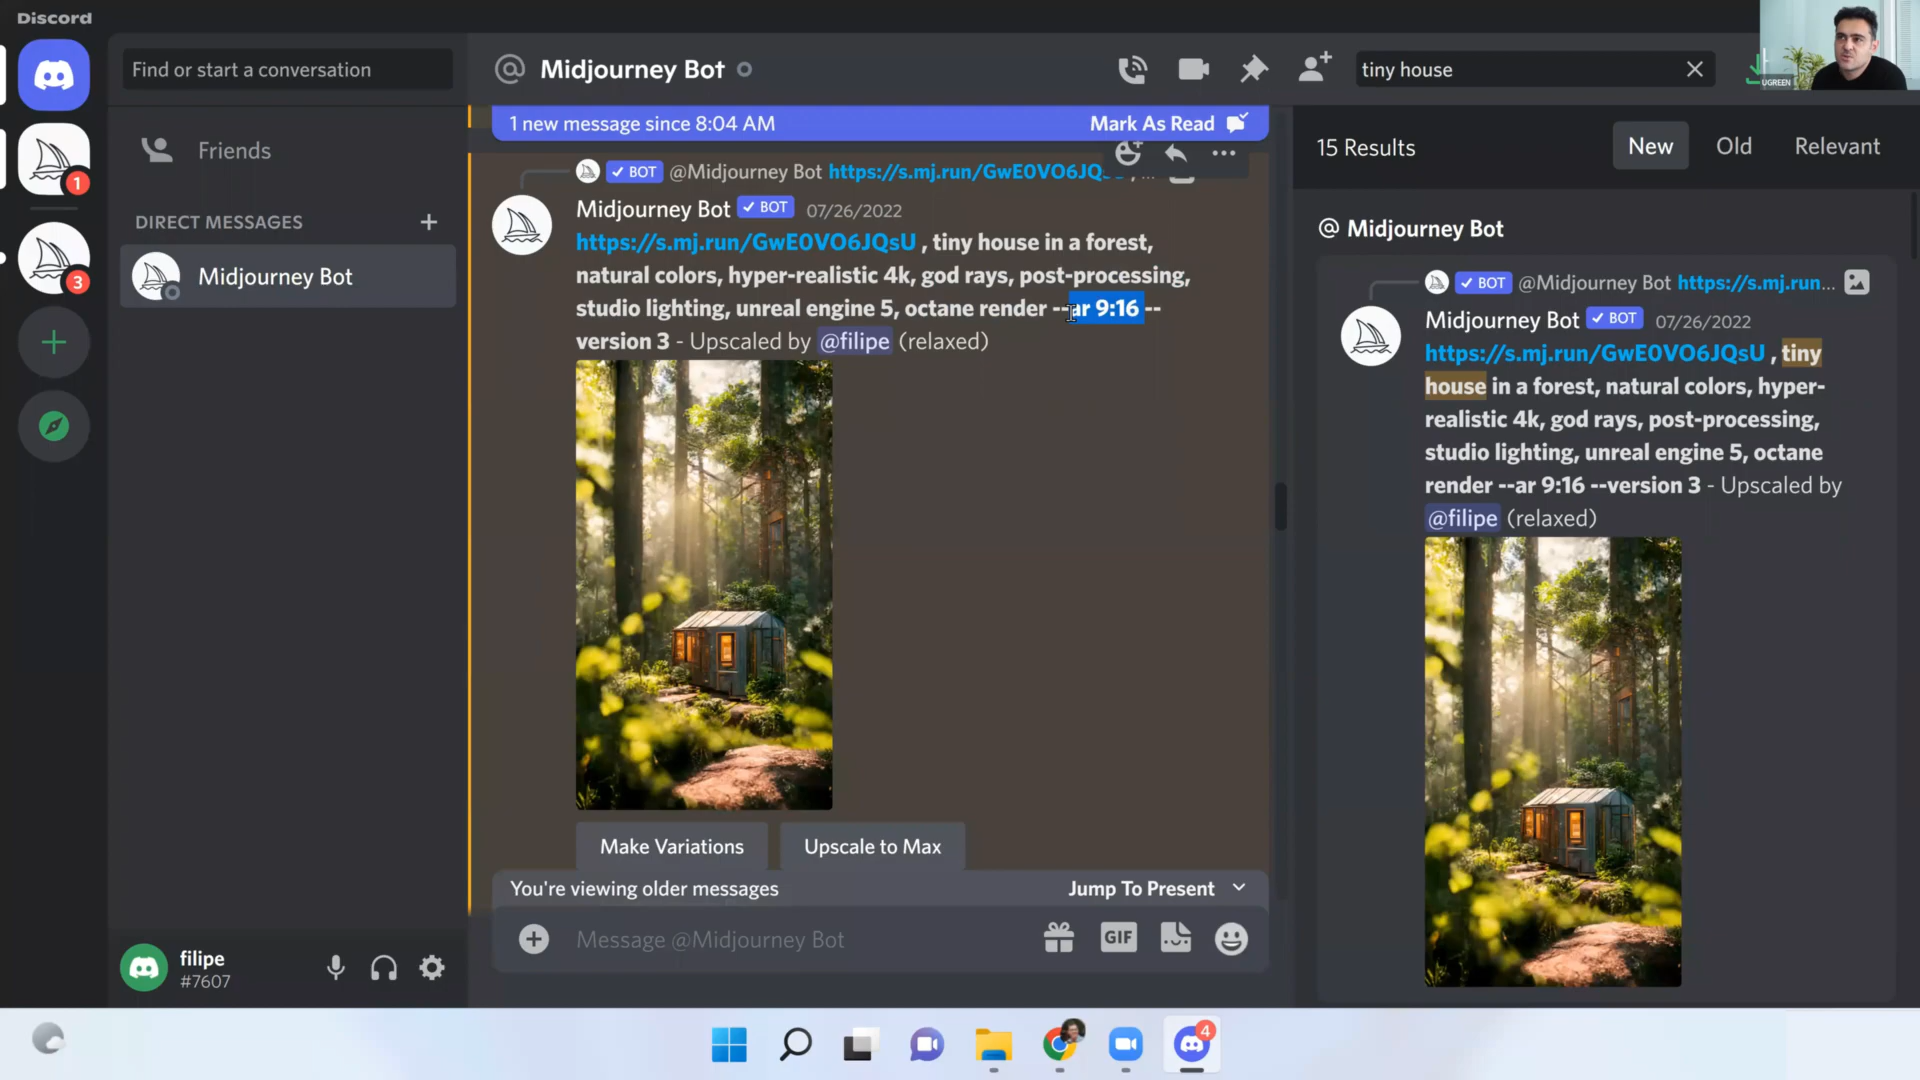 Discord
Find or start a conversation
Midjourney Bot
tiny house
UGREEN
1 new message since 8:04 AM
Mark As Read
15 Results
New
Old
Relevant
Friends
DIRECT MESSAGES
Midjourney Bot
1
3
BOT @Midjourney Bot https://s.mj.run/GwE0VO6JQs
Midjourney Bot BOT 07/26/2022
https://s.mj.run/GwE0VO6JQsU , tiny house in a forest,
natural colors, hyper-realistic 4k, god rays, post-processing,
studio lighting, unreal engine 5, octane render --ar 9:16 --
version 3 - Upscaled by @filipe (relaxed)
Make Variations
Upscale to Max
You're viewing older messages
Jump To Present
Message @Midjourney Bot
GIF
Midjourney Bot
BOT @Midjourney Bot https://s.mj.run...
Midjourney Bot BOT 07/26/2022
https://s.mj.run/GwE0VO6JQsU , tiny
house in a forest, natural colors, hyper-
realistic 4k, god rays, post-processing,
studio lighting, unreal engine 5, octane
render --ar 9:16 --version 3 - Upscaled by
@filipe (relaxed)
filipe
#7607
4